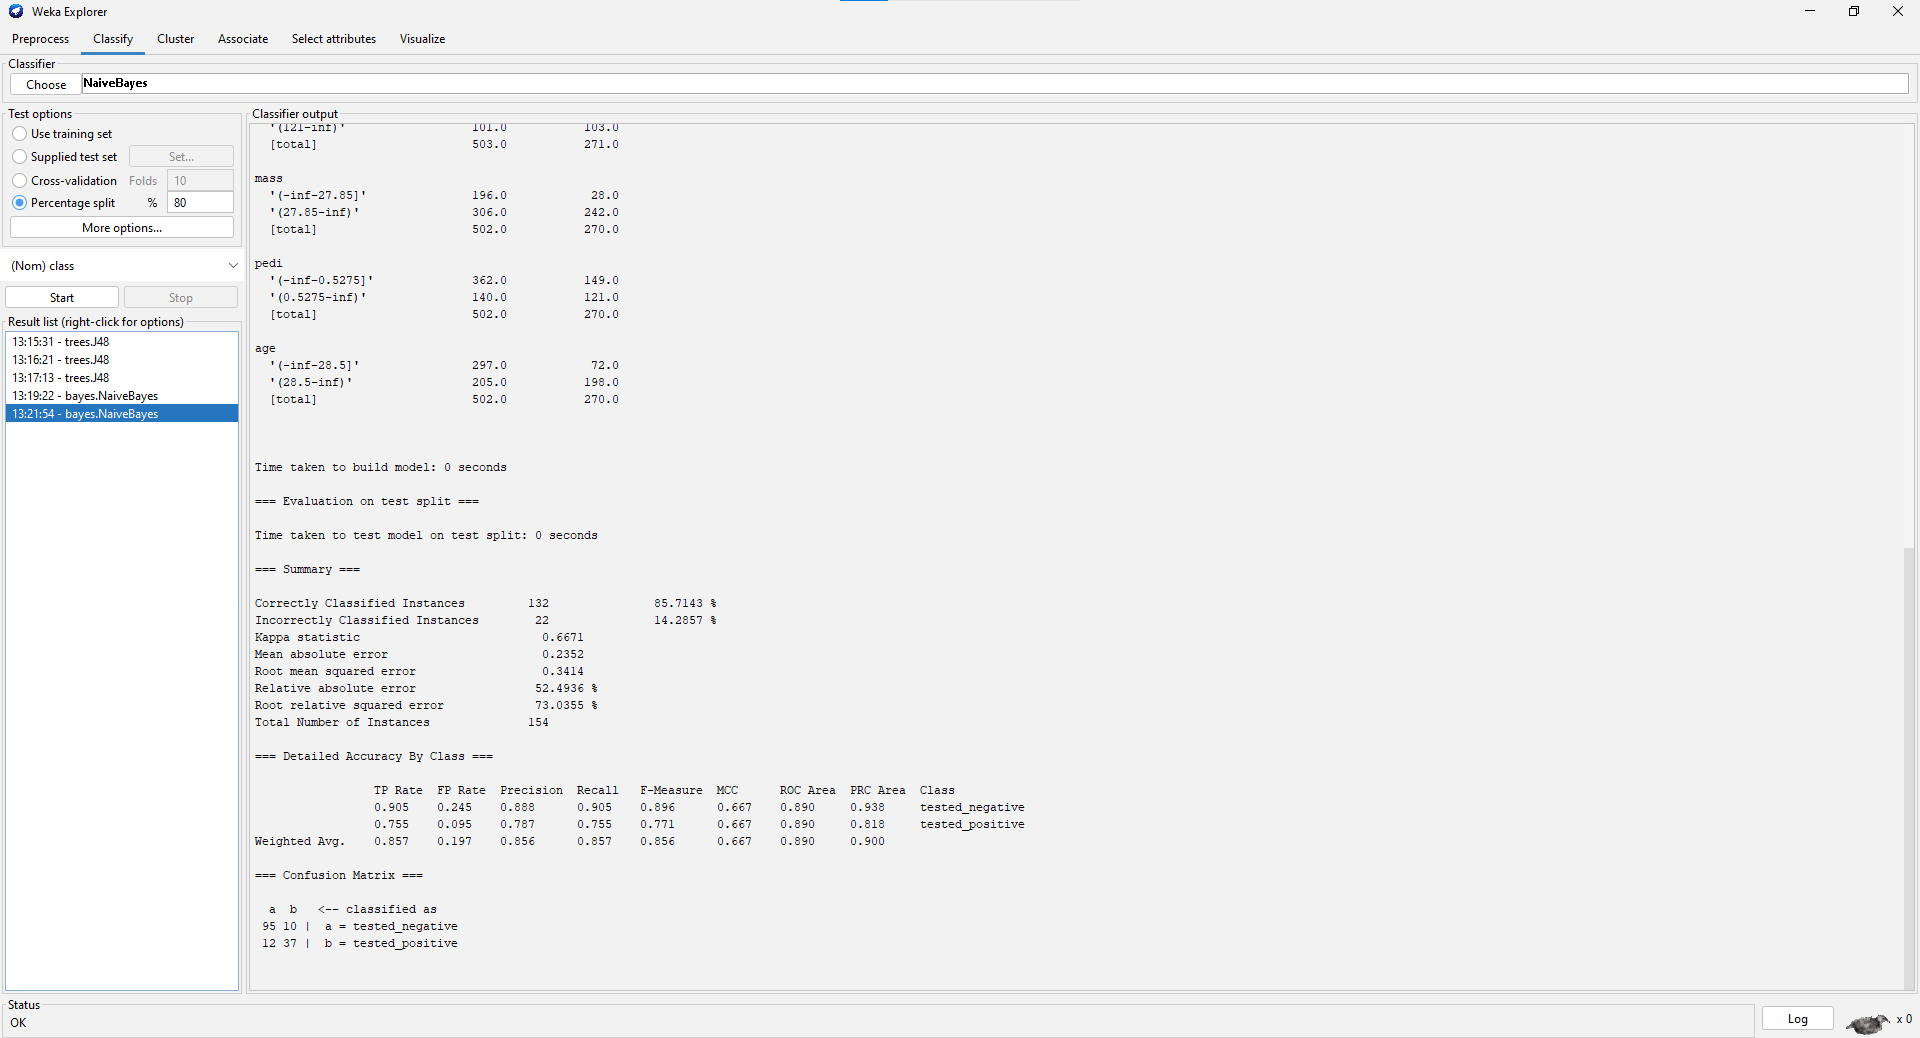 Weka Explorer
Preprocess Classify Cluster Associate Select attributes Visualize
Classifier
Choose NaiveBayes
Test options
Use training set
Supplied test set Set...
Cross-validation Folds 10
Percentage split % 80
More options...
(Nom) class
Start Stop
Result list (right-click for options)
13:15:31 - trees.J48
13:16:21 - trees.J48
13:17:13 - trees.J48
13:19:22 - bayes.NaiveBayes
13:21:54 - bayes.NaiveBayes
Classifier output
'(121-inf)' 101.0 103.0
[total] 503.0 271.0
mass
'(-inf-27.85]' 196.0 28.0
'(27.85-inf)' 306.0 242.0
[total] 502.0 270.0
pedi
'(-inf-0.5275]' 362.0 149.0
'(0.5275-inf)' 140.0 121.0
[total] 502.0 270.0
age
'(-inf-28.5]' 297.0 72.0
'(28.5-inf)' 205.0 198.0
[total] 502.0 270.0
Time taken to build model: 0 seconds
=== Evaluation on test split ===
Time taken to test model on test split: 0 seconds
=== Summary ===
Correctly Classified Instances 132 85.7143 %
Incorrectly Classified Instances 22 14.2857 %
Kappa statistic 0.6671
Mean absolute error 0.2352
Root mean squared error 0.3414
Relative absolute error 52.4936 %
Root relative squared error 73.0355 %
Total Number of Instances 154
=== Detailed Accuracy By Class ===
TP Rate FP Rate Precision Recall F-Measure MCC ROC Area PRC Area Class
0.905 0.245 0.888 0.905 0.896 0.667 0.890 0.938 tested_negative
0.755 0.095 0.787 0.755 0.771 0.667 0.890 0.818 tested_positive
Weighted Avg. 0.857 0.197 0.856 0.857 0.856 0.667 0.890 0.900
=== Confusion Matrix ===
a b <-- classified as
95 10 | a = tested_negative
12 37 | b = tested_positive
Status
OK
Log
x 0